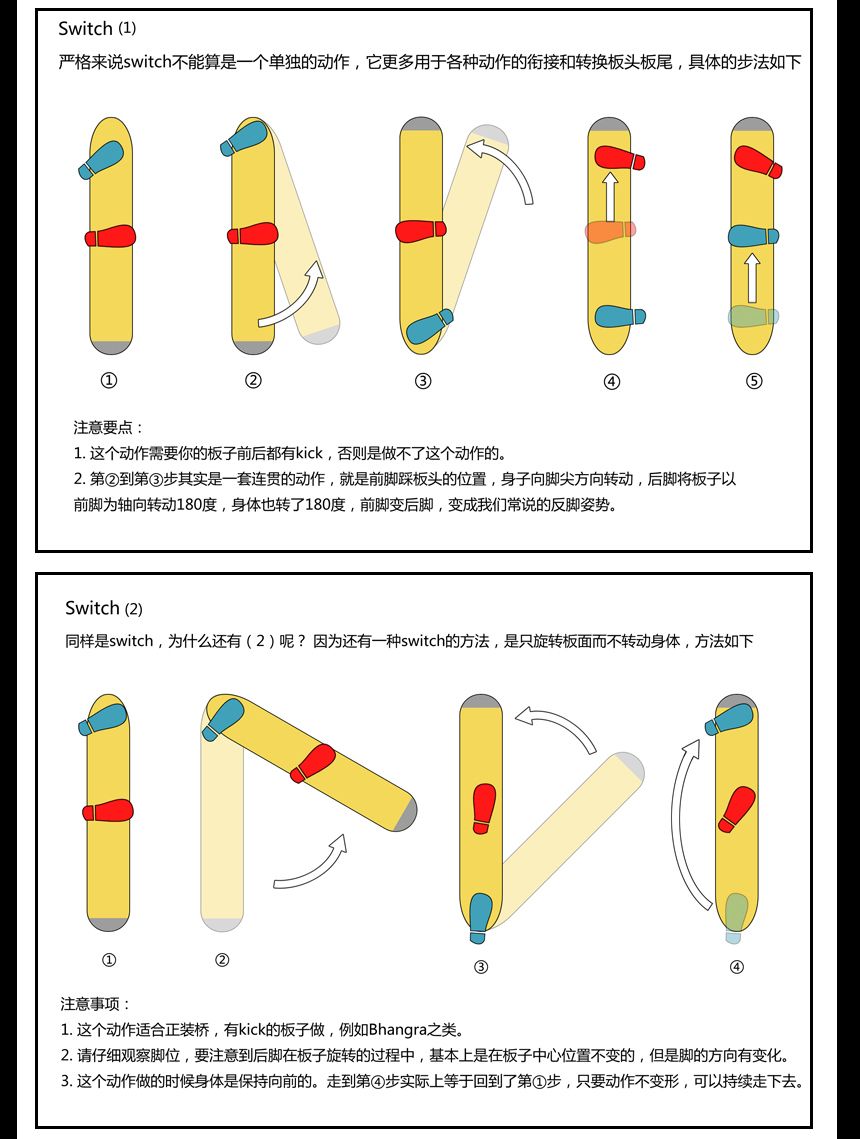 Switch (1)
严格来说switch不能算是一个单独的动作，它更多用于各种动作的衔接和转换板头板尾，具体的步法如下
① ② ③ ④ ⑤
注意要点：
1. 这个动作需要你的板子前后都有kick，否则是做不了这个动作的。
2. 第②到第③步其实是一套连贯的动作，就是前脚踩板头的位置，身子向脚尖方向转动，后脚将板子以
前脚为轴向转动180度，身体也转了180度，前脚变后脚，变成我们常说的反脚姿势。
Switch (2)
同样是switch，为什么还有（2）呢？ 因为还有一种switch的方法，是只旋转板面而不转动身体，方法如下
① ② ③ ④
注意事项：
1. 这个动作适合正装桥，有kick的板子做，例如Bhangra之类。
2. 请仔细观察脚位，要注意到后脚在板子旋转的过程中，基本上是在板子中心位置不变的，但是脚的方向有变化。
3. 这个动作做的时候身体是保持向前的。走到第④步实际上等于回到了第①步，只要动作不变形，可以持续走下去。